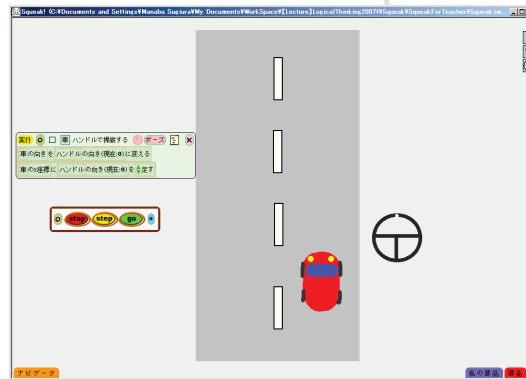 Squeak! (C:¥Documents and Settings¥Manabu Sugiura¥My Documents¥WorkSpace¥【Lecture】LogicalThinking2007f¥Squeak¥SqueakForTeacher¥Squeak.im...
実行 車 ハンドルで操縦する ! ポーズ
車の向きを ハンドルの向き(現在:0)に変える
車のx座標に ハンドルの向き(現在:0)を 足す
stop step go
ナビゲータ 私の部品 部品